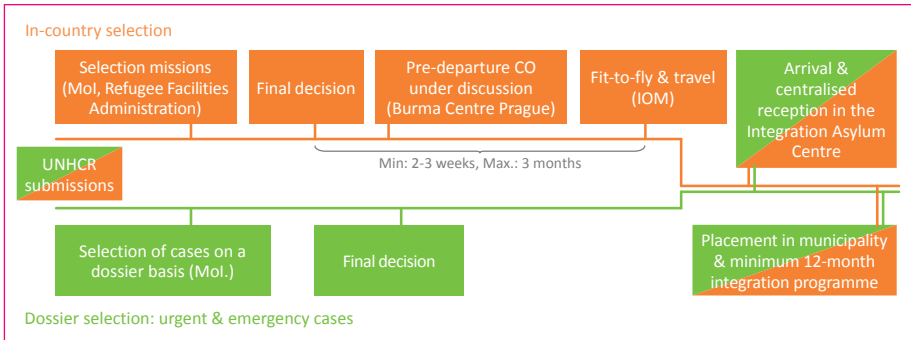 In-country selection
Selection missions
(MoI, Refugee Facilities
Administration)
Final decision
Pre-departure CO
under discussion
(Burma Centre Prague)
Fit-to-fly & travel
(IOM)
Arrival &
centralised
reception in the
Integration Asylum
Centre
Min: 2-3 weeks, Max.: 3 months
UNHCR
submissions
Selection of cases on a
dossier basis (MoI.)
Final decision
Placement in municipality
& minimum 12-month
integration programme
Dossier selection: urgent & emergency cases